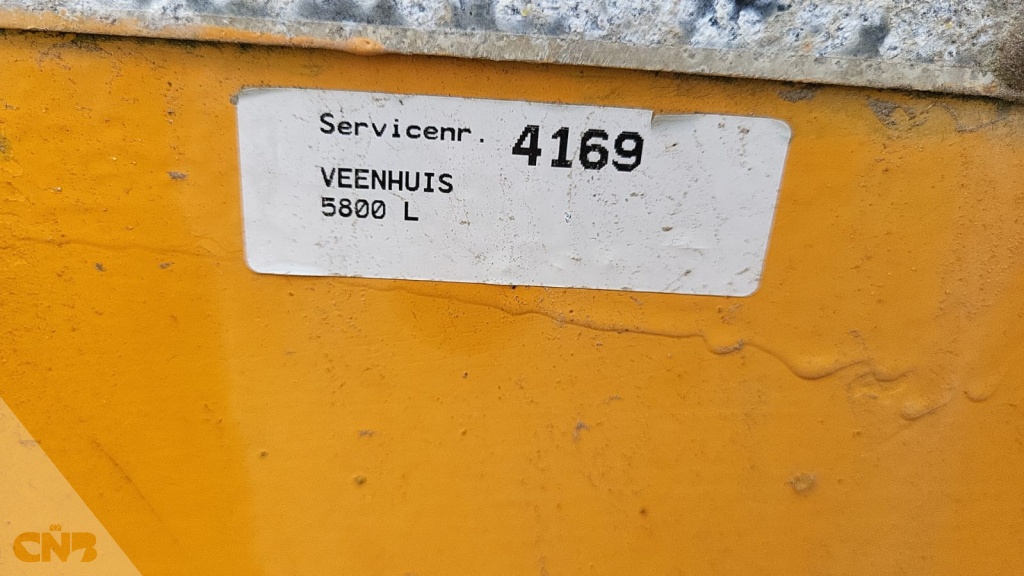 Servicenr. 4169
VEENHUIS
5800 L
CNB